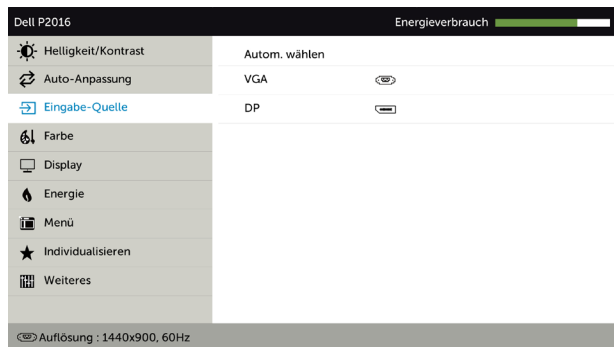 Dell P2016
Energieverbrauch
Helligkeit/Kontrast
Autom. wählen
Auto-Anpassung
VGA
Eingabe-Quelle
DP
Farbe
Display
Energie
Menü
Individualisieren
Weiteres
Auflösung : 1440x900, 60Hz